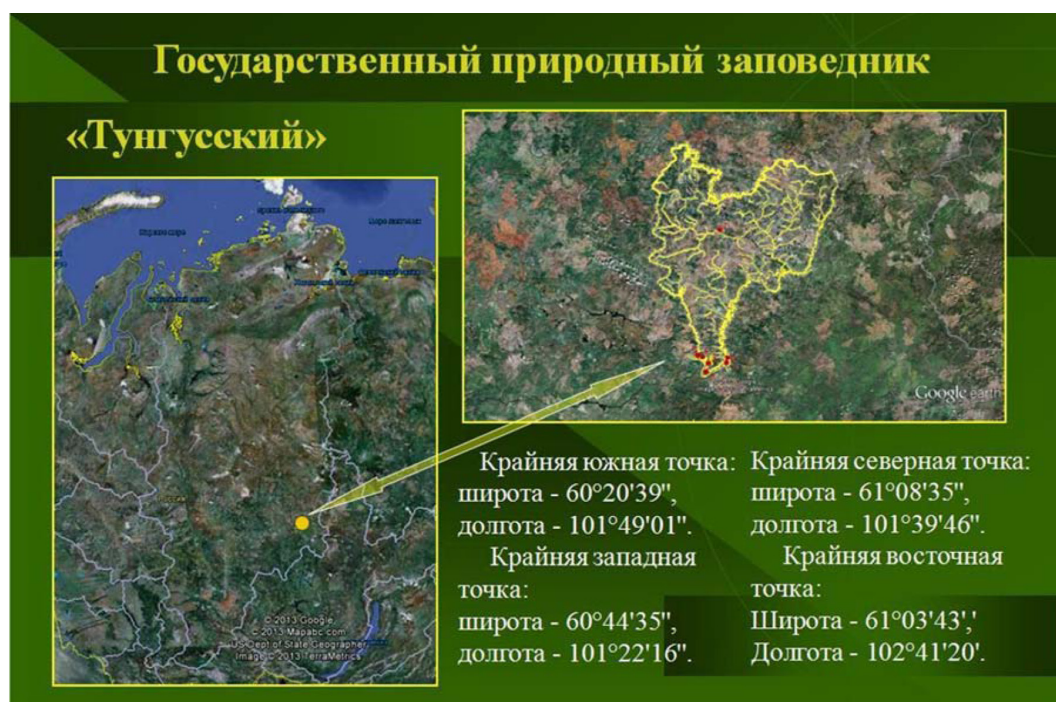 Государственный природный заповедник
«Тунгусский»
Карское море
Россия
© 2013 Google
© 2013 Mapabc.com
US Dept of State Geographer
Image © 2013 TerraMetrics
Google earth
Крайняя южная точка:
широта - 60°20'39",
долгота - 101°49'01".
Крайняя западная
точка:
широта - 60°44'35",
долгота - 101°22'16".
Крайняя северная точка:
широта - 61°08'35",
долгота - 101°39'46".
Крайняя восточная
точка:
Широта - 61°03'43','
Долгота - 102°41'20'.